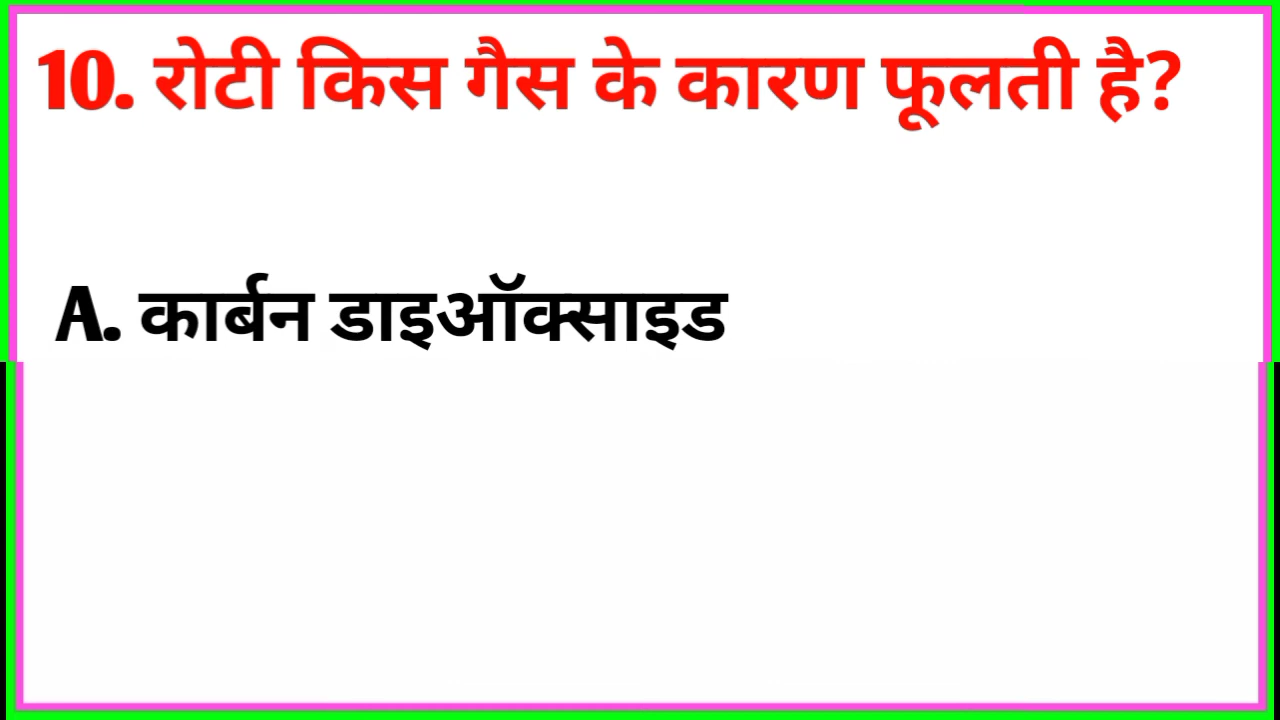 10. रोटी किस गैस के कारण फूलती है?
A. कार्बन डाइऑक्साइड